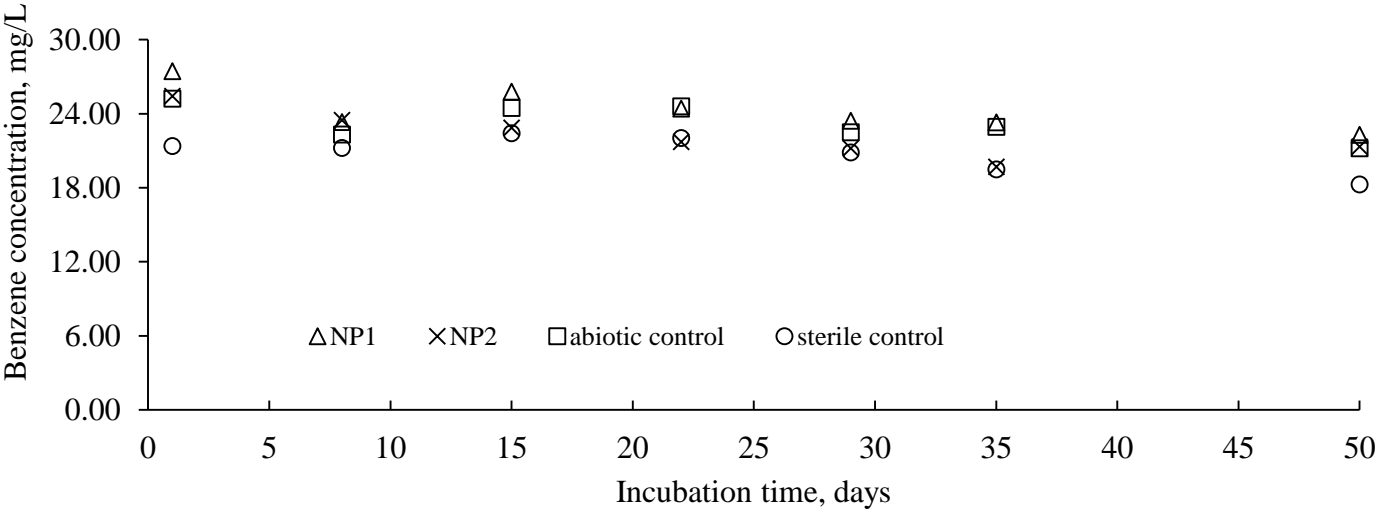 Benzene concentration, mg/L
30.00
24.00
18.00
12.00
6.00
0.00
NP1 NP2 abiotic control sterile control
0 5 10 15 20 25 30 35 40 45 50
Incubation time, days